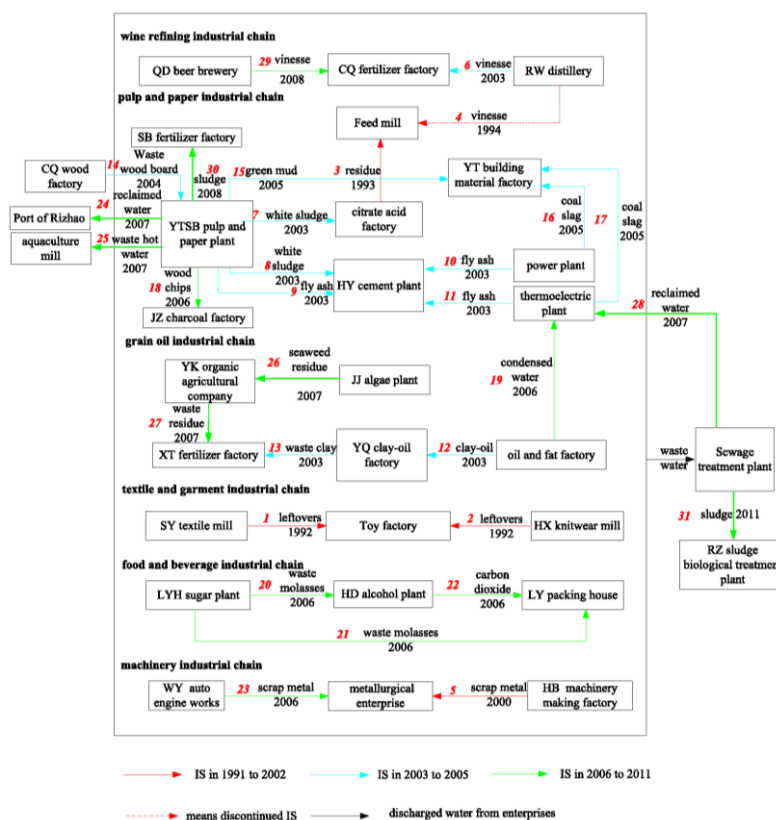 wine refining industrial chain
QD beer brewery
29 vinesse
2008
CQ fertilizer factory
6 vinesse
2003
RW distillery
pulp and paper industrial chain
Feed mill
4 vinesse
1994
SB fertilizer factory
CQ wood
factory
14
Waste
wood board
2004
30
sludge
2008
15 green mud
2005
3 residue
1993
YT building
material factory
24
reclaimed
water
2007
Port of Rizhao
YTSB pulp and
paper plant
7 white sludge
2003
citrate acid
factory
16
coal
slag
2005
17
coal
slag
2005
aquaculture
mill
25 waste hot
water
2007
white
8 sludge
2003
9 fly ash
2003
HY cement plant
10 fly ash
2003
power plant
wood
chips
18
2006
11 fly ash
2003
thermoelectric
plant
28 reclaimed
water
2007
JZ charcoal factory
grain oil industrial chain
YK organic
agricultural
company
26 seaweed
residue
2007
JJ algae plant
condensed
19 water
2006
27
waste
residue
2007
XT fertilizer factory
13 waste clay
2003
YQ clay-oil
factory
12 clay-oil
2003
oil and fat factory
waste
water
Sewage
treatment plant
textile and garment industrial chain
SY textile mill
1 leftovers
1992
Toy factory
2 leftovers
1992
HX knitwear mill
31 sludge 2011
RZ sludge
biological treatment
plant
food and beverage industrial chain
LYH sugar plant
20 waste
molasses
2006
HD alcohol plant
22 carbon
dioxide
2006
LY packing house
21 waste molasses
2006
machinery industrial chain
WY auto
engine works
23 scrap metal
2006
metallurgical
enterprise
5 scrap metal
2000
HB machinery
making factory
IS in 1991 to 2002
IS in 2003 to 2005
IS in 2006 to 2011
means discontinued IS
discharged water from enterprises